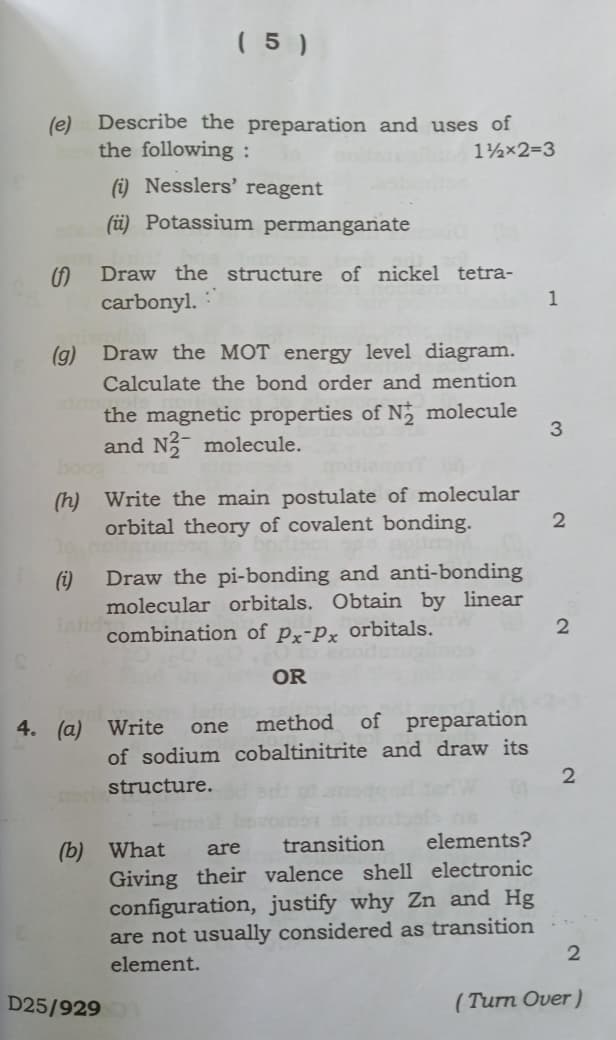 ( 5 )
(e) Describe the preparation and uses of
the following : 1½×2=3
(i) Nesslers’ reagent
(ii) Potassium permanganate
(f) Draw the structure of nickel tetra-
carbonyl. 1
(g) Draw the MOT energy level diagram.
Calculate the bond order and mention
the magnetic properties of N₂⁺ molecule
and N₂²⁻ molecule. 3
(h) Write the main postulate of molecular
orbital theory of covalent bonding. 2
(i) Draw the pi-bonding and anti-bonding
molecular orbitals. Obtain by linear
combination of pₓ-pₓ orbitals. 2
OR
4. (a) Write one method of preparation
of sodium cobaltinitrite and draw its
structure. 2
(b) What are transition elements?
Giving their valence shell electronic
configuration, justify why Zn and Hg
are not usually considered as transition
element. 2
D25/929 ( Turn Over )